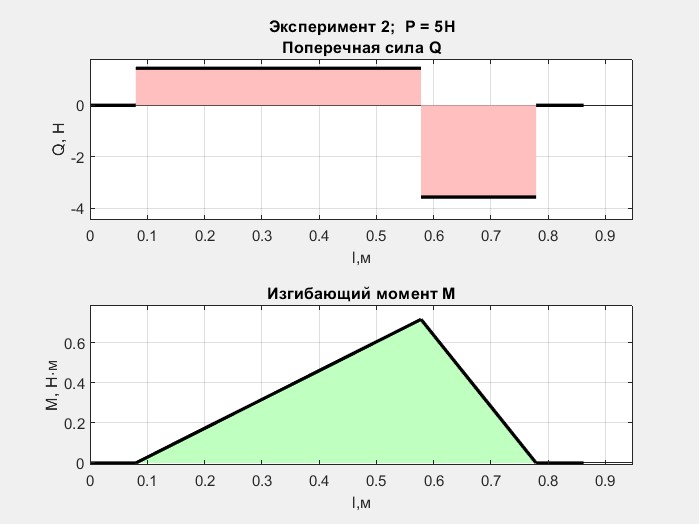 Эксперимент 2;  P = 5Н
Поперечная сила Q
Q, Н
0
-2
-4
0 0.1 0.2 0.3 0.4 0.5 0.6 0.7 0.8 0.9
l,м
Изгибающий момент М
М, Н·м
0.6
0.4
0.2
0
0 0.1 0.2 0.3 0.4 0.5 0.6 0.7 0.8 0.9
l,м